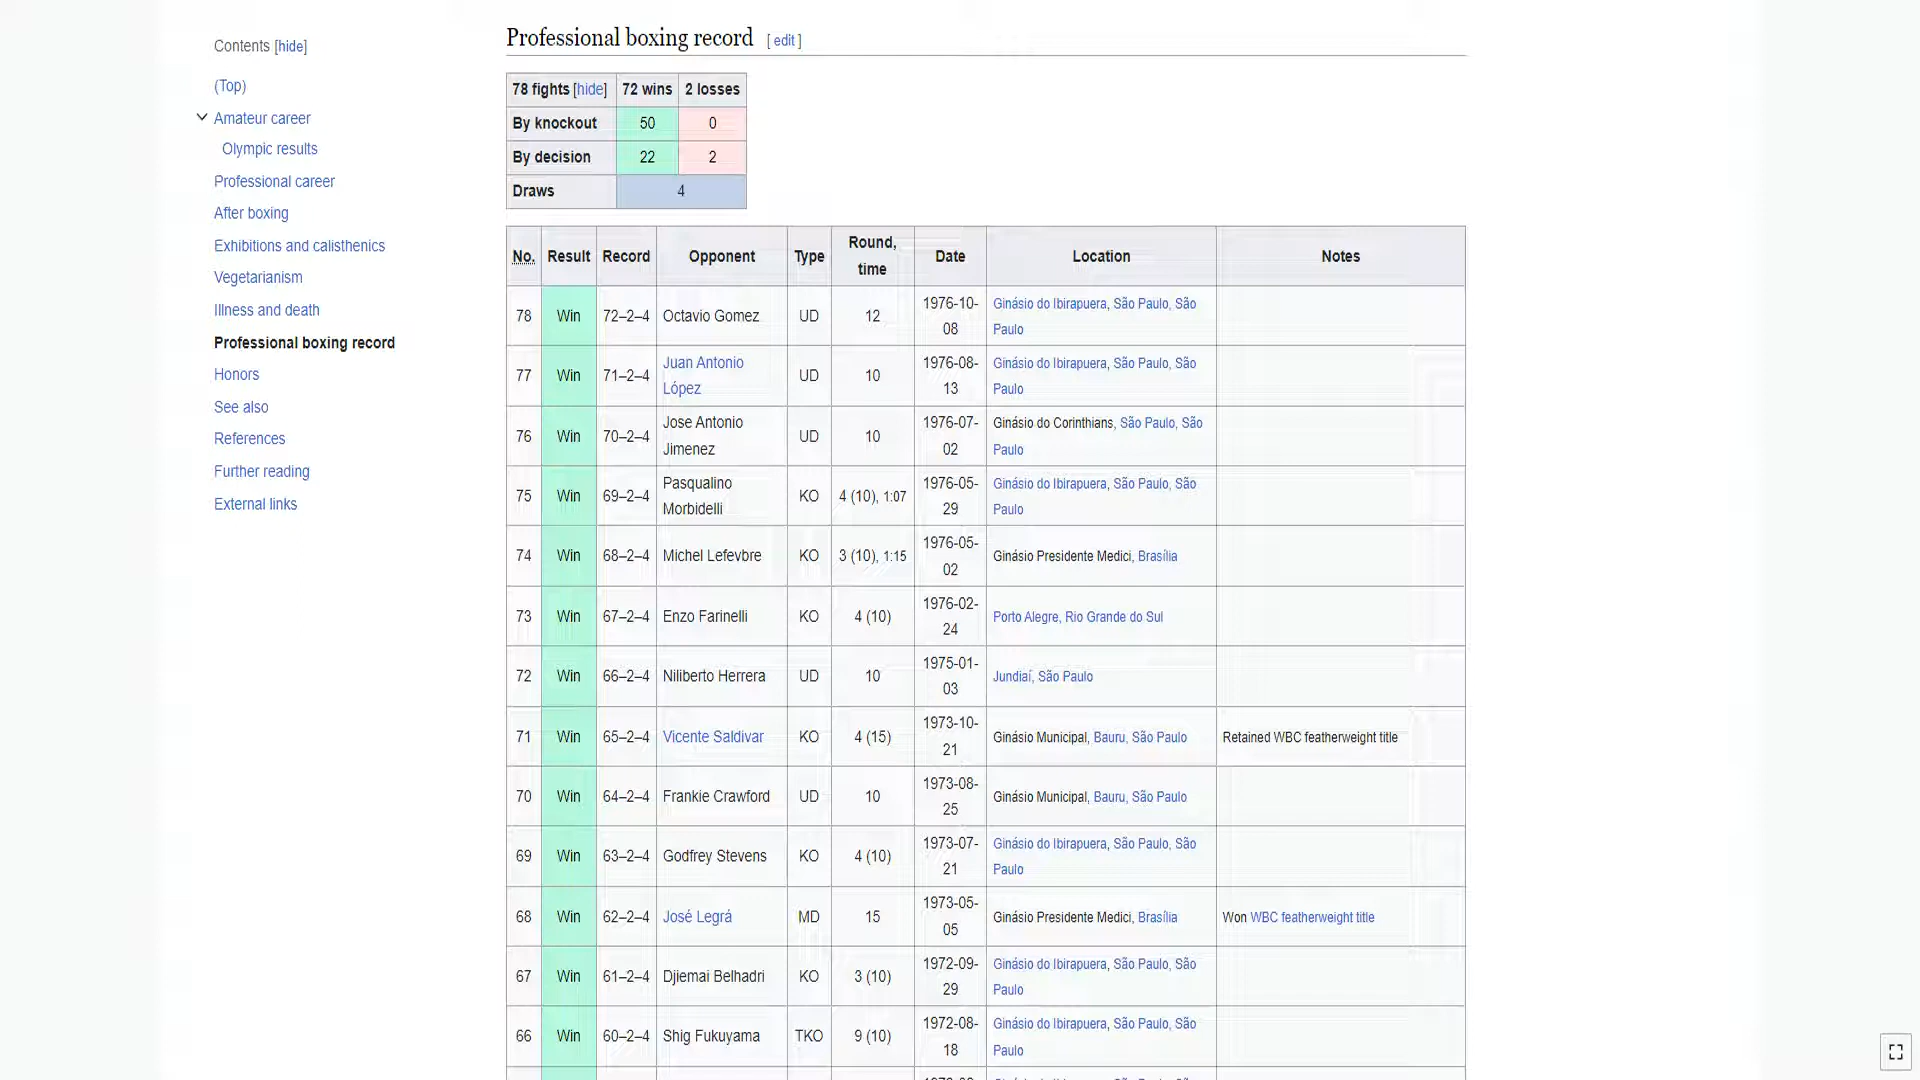 Contents [hide]
(Top)
Amateur career
Olympic results
Professional career
After boxing
Exhibitions and calisthenics
Vegetarianism
Illness and death
Professional boxing record
Honors
See also
References
Further reading
External links
Professional boxing record [ edit ]
78 fights [hide] 72 wins 2 losses
By knockout 50 0
By decision 22 2
Draws 4
No. Result Record Opponent Type Round, time Date Location Notes
78 Win 72–2–4 Octavio Gomez UD 12 1976-10-08 Ginásio do Ibirapuera, São Paulo, São Paulo
77 Win 71–2–4 Juan Antonio López UD 10 1976-08-13 Ginásio do Ibirapuera, São Paulo, São Paulo
76 Win 70–2–4 Jose Antonio Jimenez UD 10 1976-07-02 Ginásio do Corinthians, São Paulo, São Paulo
75 Win 69–2–4 Pasqualino Morbidelli KO 4 (10), 1:07 1976-05-29 Ginásio do Ibirapuera, São Paulo, São Paulo
74 Win 68–2–4 Michel Lefevbre KO 3 (10), 1:15 1976-05-02 Ginásio Presidente Medici, Brasília
73 Win 67–2–4 Enzo Farinelli KO 4 (10) 1976-02-24 Porto Alegre, Rio Grande do Sul
72 Win 66–2–4 Niliberto Herrera UD 10 1975-01-03 Jundiaí, São Paulo
71 Win 65–2–4 Vicente Saldivar KO 4 (15) 1973-10-21 Ginásio Municipal, Bauru, São Paulo Retained WBC featherweight title
70 Win 64–2–4 Frankie Crawford UD 10 1973-08-25 Ginásio Municipal, Bauru, São Paulo
69 Win 63–2–4 Godfrey Stevens KO 4 (10) 1973-07-21 Ginásio do Ibirapuera, São Paulo, São Paulo
68 Win 62–2–4 José Legrá MD 15 1973-05-05 Ginásio Presidente Medici, Brasília Won WBC featherweight title
67 Win 61–2–4 Djiemai Belhadri KO 3 (10) 1972-09-29 Ginásio do Ibirapuera, São Paulo, São Paulo
66 Win 60–2–4 Shig Fukuyama TKO 9 (10) 1972-08-18 Ginásio do Ibirapuera, São Paulo, São Paulo